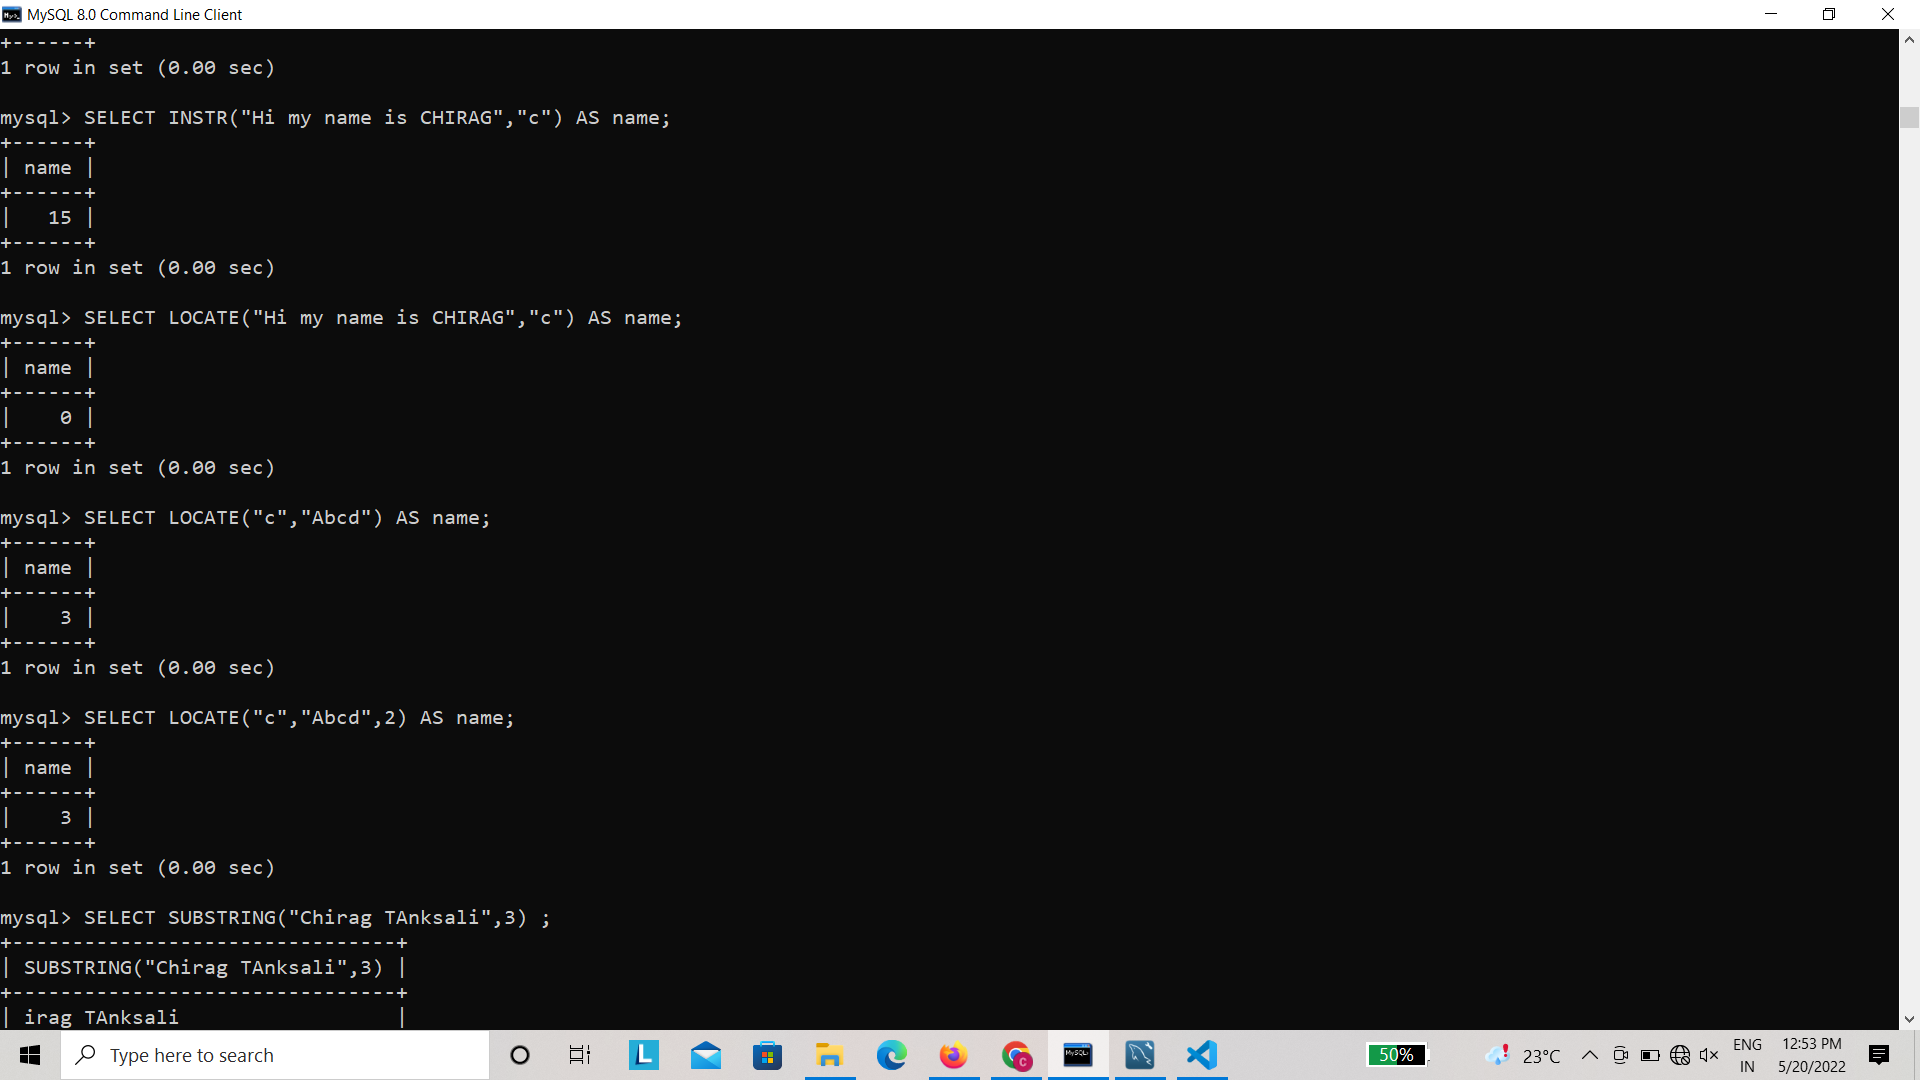 MySQL 8.0 Command Line Client
+------+
1 row in set (0.00 sec)
mysql> SELECT INSTR("Hi my name is CHIRAG","c") AS name;
+------+
| name |
+------+
|   15 |
+------+
1 row in set (0.00 sec)
mysql> SELECT LOCATE("Hi my name is CHIRAG","c") AS name;
+------+
| name |
+------+
|    0 |
+------+
1 row in set (0.00 sec)
mysql> SELECT LOCATE("c","Abcd") AS name;
+------+
| name |
+------+
|    3 |
+------+
1 row in set (0.00 sec)
mysql> SELECT LOCATE("c","Abcd",2) AS name;
+------+
| name |
+------+
|    3 |
+------+
1 row in set (0.00 sec)
mysql> SELECT SUBSTRING("Chirag TAnksali",3) ;
+--------------------------------+
| SUBSTRING("Chirag TAnksali",3) |
+--------------------------------+
| irag TAnksali                  |
Type here to search
L
C
MySQL
50%
23°C
ENG
IN
12:53 PM
5/20/2022